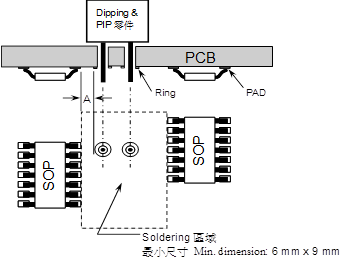 Dipping &
PIP 零件
PCB
A
Ring
PAD
SOP
SOP
Soldering 區域
最小尺寸 Min. dimension: 6 mm x 9 mm